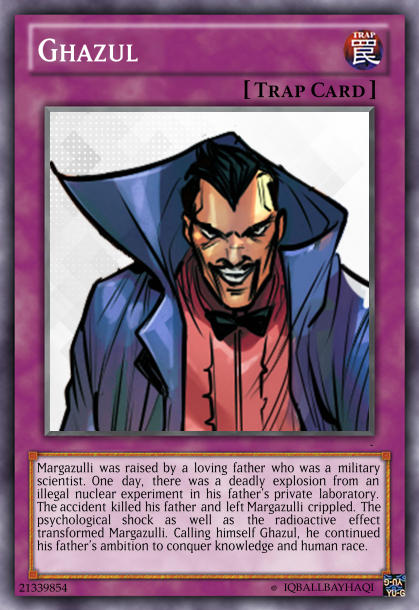 GHAZUL
TRAP
罠
[ TRAP CARD ]
Margazulli was raised by a loving father who was a military
scientist. One day, there was a deadly explosion from an
illegal nuclear experiment in his father's private laboratory.
The accident killed his father and left Margazulli crippled. The
psychological shock as well as the radioactive effect
transformed Margazulli. Calling himself Ghazul, he continued
his father's ambition to conquer knowledge and human race.
21339854
© IQBALLBAYHAQI
YU-G
YU-G